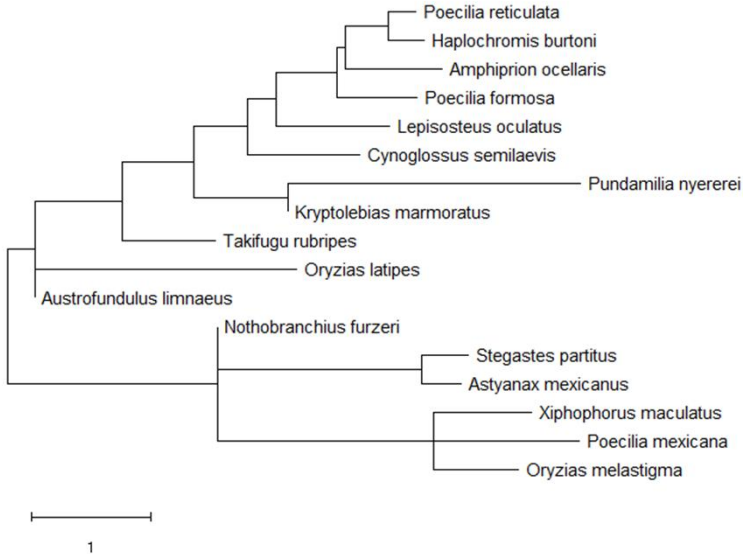 Poecilia reticulata
Haplochromis burtoni
Amphiprion ocellaris
Poecilia formosa
Lepisosteus oculatus
Cynoglossus semilaevis
Pundamilia nyererei
Kryptolebias marmoratus
Takifugu rubripes
Oryzias latipes
Austrofundulus limnaeus
Nothobranchius furzeri
Stegastes partitus
Astyanax mexicanus
Xiphophorus maculatus
Poecilia mexicana
Oryzias melastigma
1